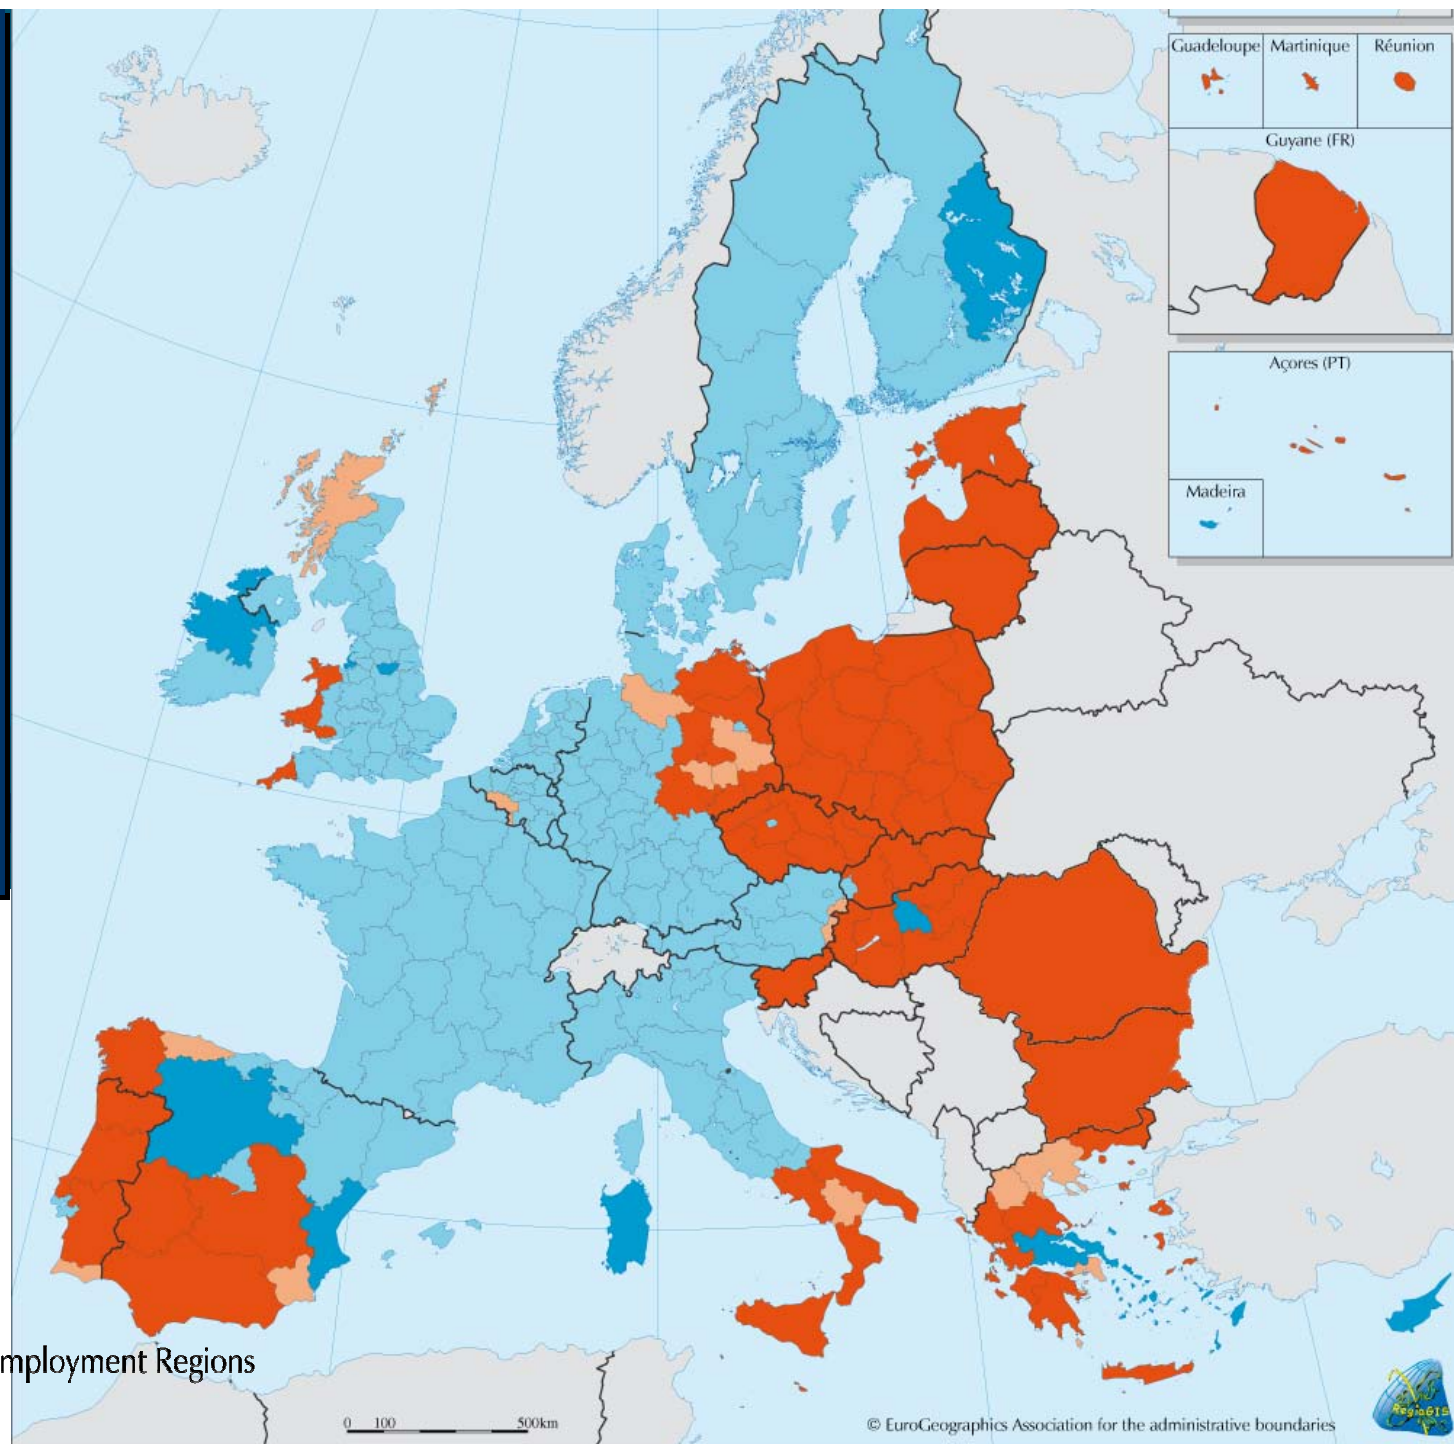 Guadeloupe Martinique Réunion
Guyane (FR)
Açores (PT)
Madeira
mployment Regions
0 100 500km
© EuroGeographics Association for the administrative boundaries
RegioGIS